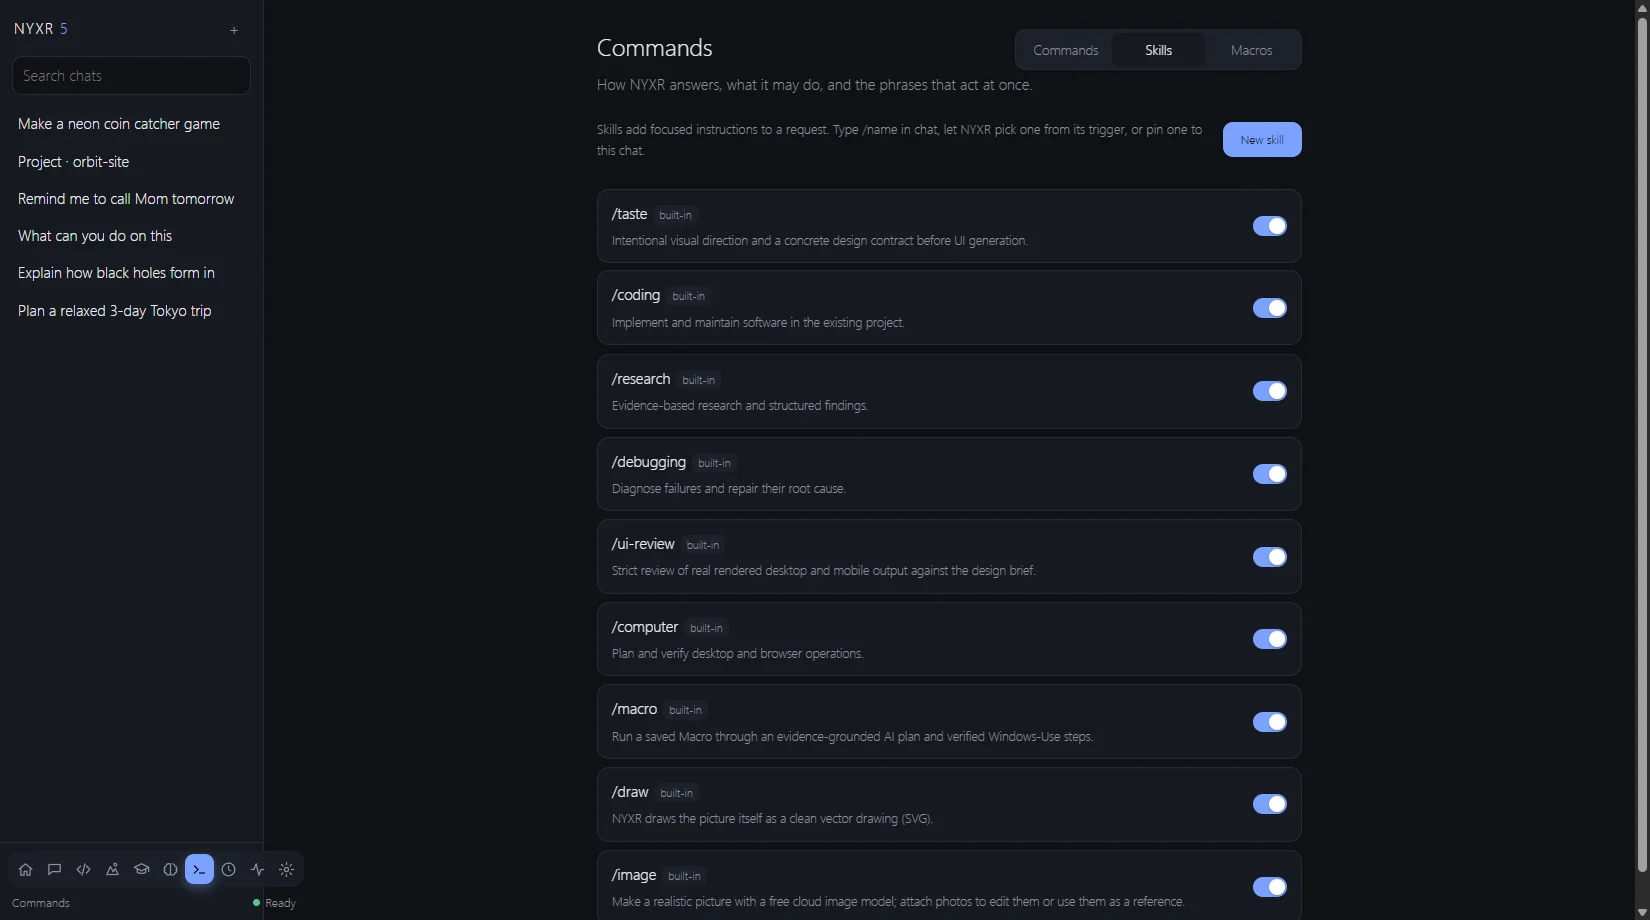 NYXR 5
+
Search chats
Make a neon coin catcher game
Project · orbit-site
Remind me to call Mom tomorrow
What can you do on this
Explain how black holes form in
Plan a relaxed 3-day Tokyo trip
Commands
Ready
Commands
Commands Skills Macros
How NYXR answers, what it may do, and the phrases that act at once.
Skills add focused instructions to a request. Type /name in chat, let NYXR pick one from its trigger, or pin one to
this chat.
New skill
/taste built-in
Intentional visual direction and a concrete design contract before UI generation.
/coding built-in
Implement and maintain software in the existing project.
/research built-in
Evidence-based research and structured findings.
/debugging built-in
Diagnose failures and repair their root cause.
/ui-review built-in
Strict review of real rendered desktop and mobile output against the design brief.
/computer built-in
Plan and verify desktop and browser operations.
/macro built-in
Run a saved Macro through an evidence-grounded AI plan and verified Windows-Use steps.
/draw built-in
NYXR draws the picture itself as a clean vector drawing (SVG).
/image built-in
Make a realistic picture with a free cloud image model; attach photos to edit them or use them as a reference.